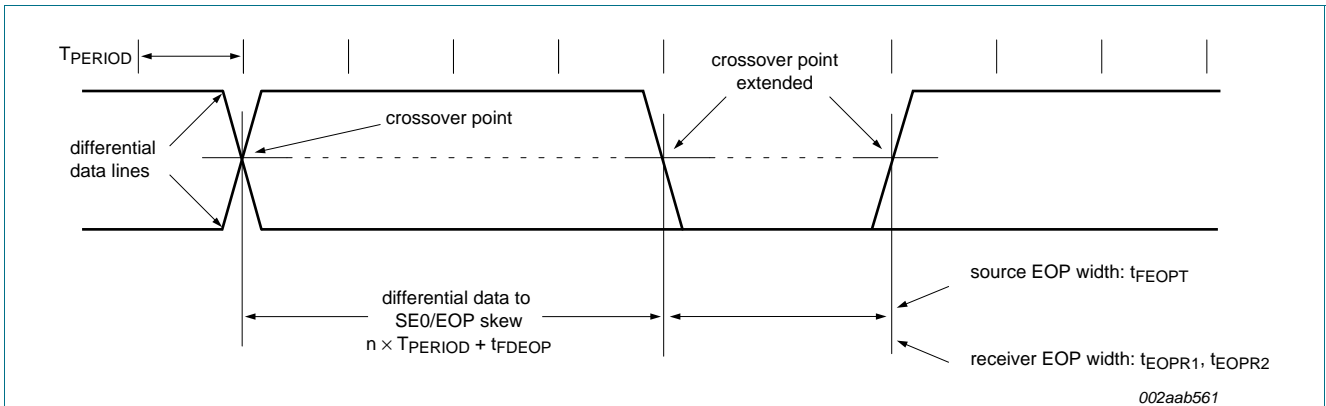 TPERIOD
crossover point
extended
crossover point
differential
data lines
differential data to
SE0/EOP skew
n × TPERIOD + tFDEOP
source EOP width: tFEOPT
receiver EOP width: tEOPR1, tEOPR2
002aab561